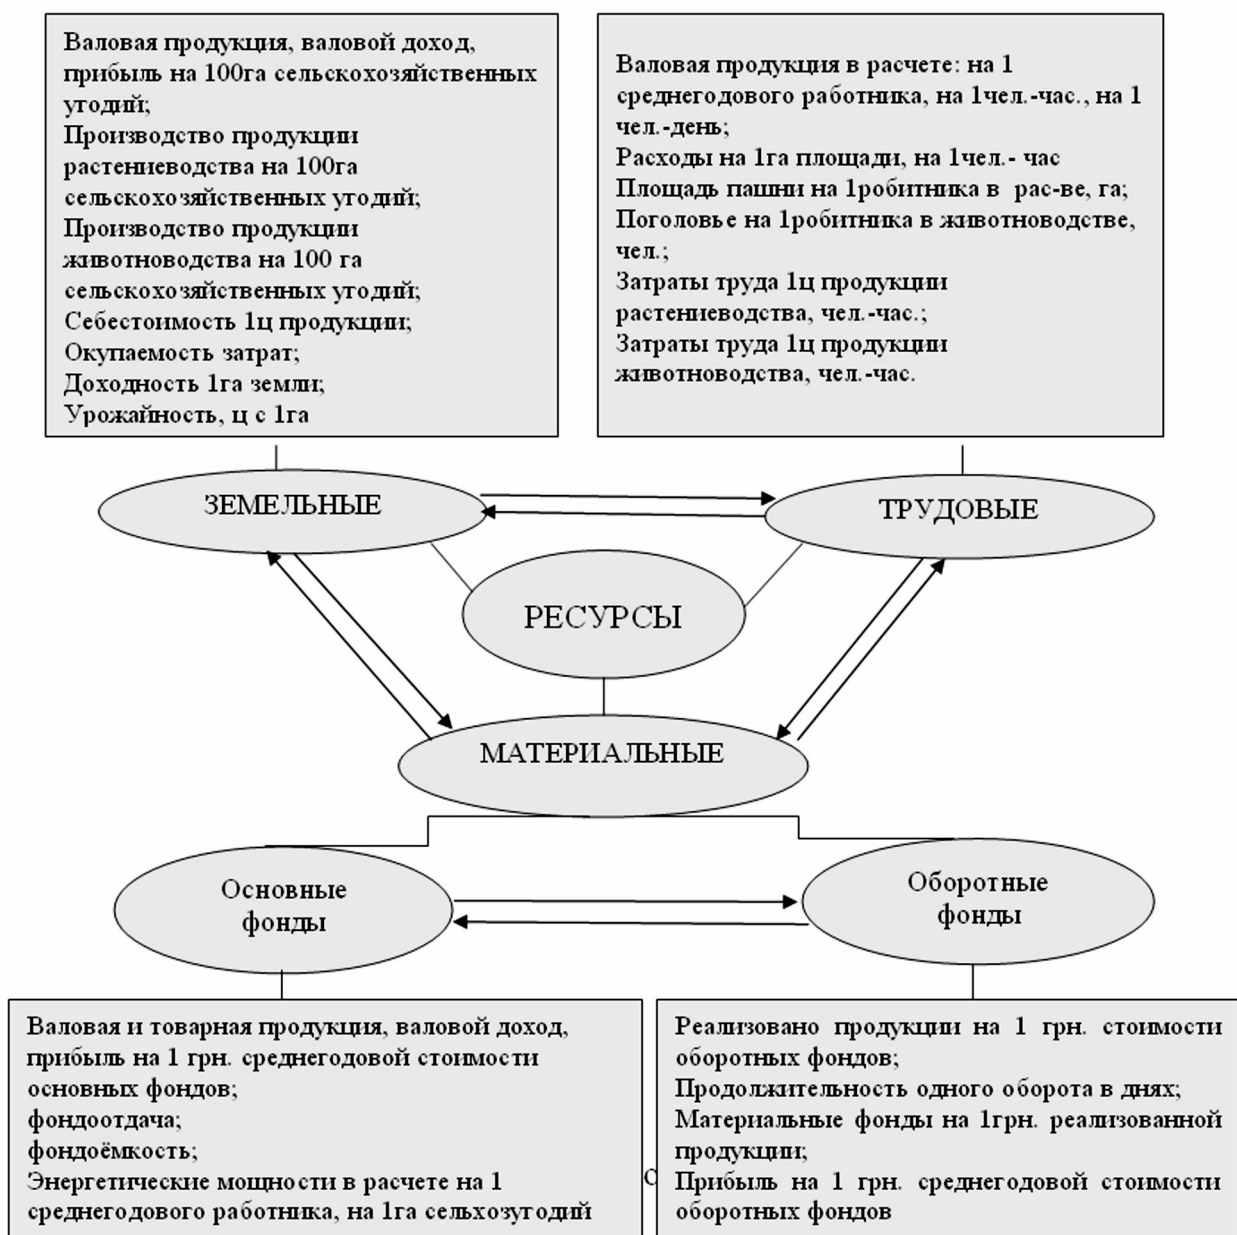 Валовая продукция, валовой доход,
прибыль на 100га сельскохозяйственных
угодий;
Производство продукции
растениеводства на 100га
сельскохозяйственных угодий;
Производство продукции
животноводства на 100 га
сельскохозяйственных угодий;
Себестоимость 1ц продукции;
Окупаемость затрат;
Доходность 1га земли;
Урожайность, ц с 1га
Валовая продукция в расчете: на 1
среднегодового работника, на 1чел.-час., на 1
чел.-день;
Расходы на 1га площади, на 1чел.- час
Площадь пашни на 1робитника в рас-ве, га;
Поголовье на 1робитника в животноводстве,
чел.;
Затраты труда 1ц продукции
растениеводства, чел.-час.;
Затраты труда 1ц продукции
животноводства, чел.-час.
ЗЕМЕЛЬНЫЕ
ТРУДОВЫЕ
РЕСУРСЫ
МАТЕРИАЛЬНЫЕ
Основные
фонды
Оборотные
фонды
Валовая и товарная продукция, валовой доход,
прибыль на 1 грн. среднегодовой стоимости
основных фондов;
фондоотдача;
фондоёмкость;
Энергетические мощности в расчете на 1
среднегодового работника, на 1га сельхозугодий
Реализовано продукции на 1 грн. стоимости
оборотных фондов;
Продолжительность одного оборота в днях;
Материальные фонды на 1грн. реализованной
продукции;
Прибыль на 1 грн. среднегодовой стоимости
оборотных фондов